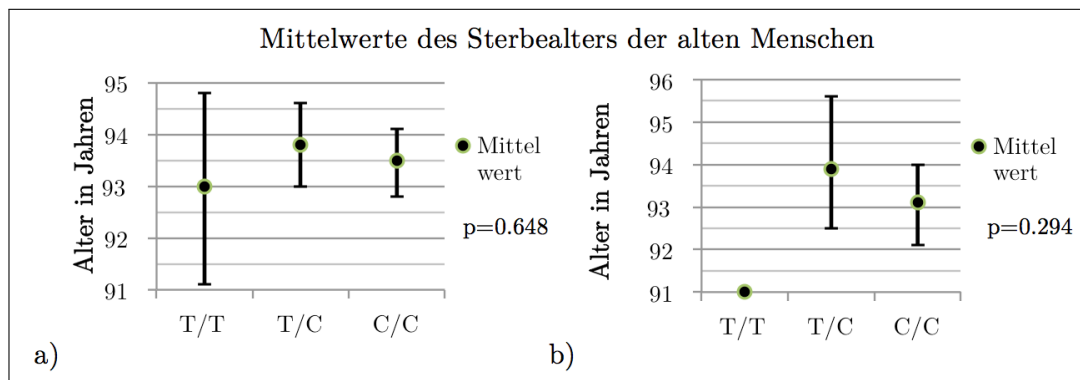 Mittelwerte des Sterbealters der alten Menschen
Alter in Jahren
95
94
93
92
91
T/T T/C C/C
Mittel
wert
p=0.648
a)
Alter in Jahren
96
95
94
93
92
91
T/T T/C C/C
Mittel
wert
p=0.294
b)